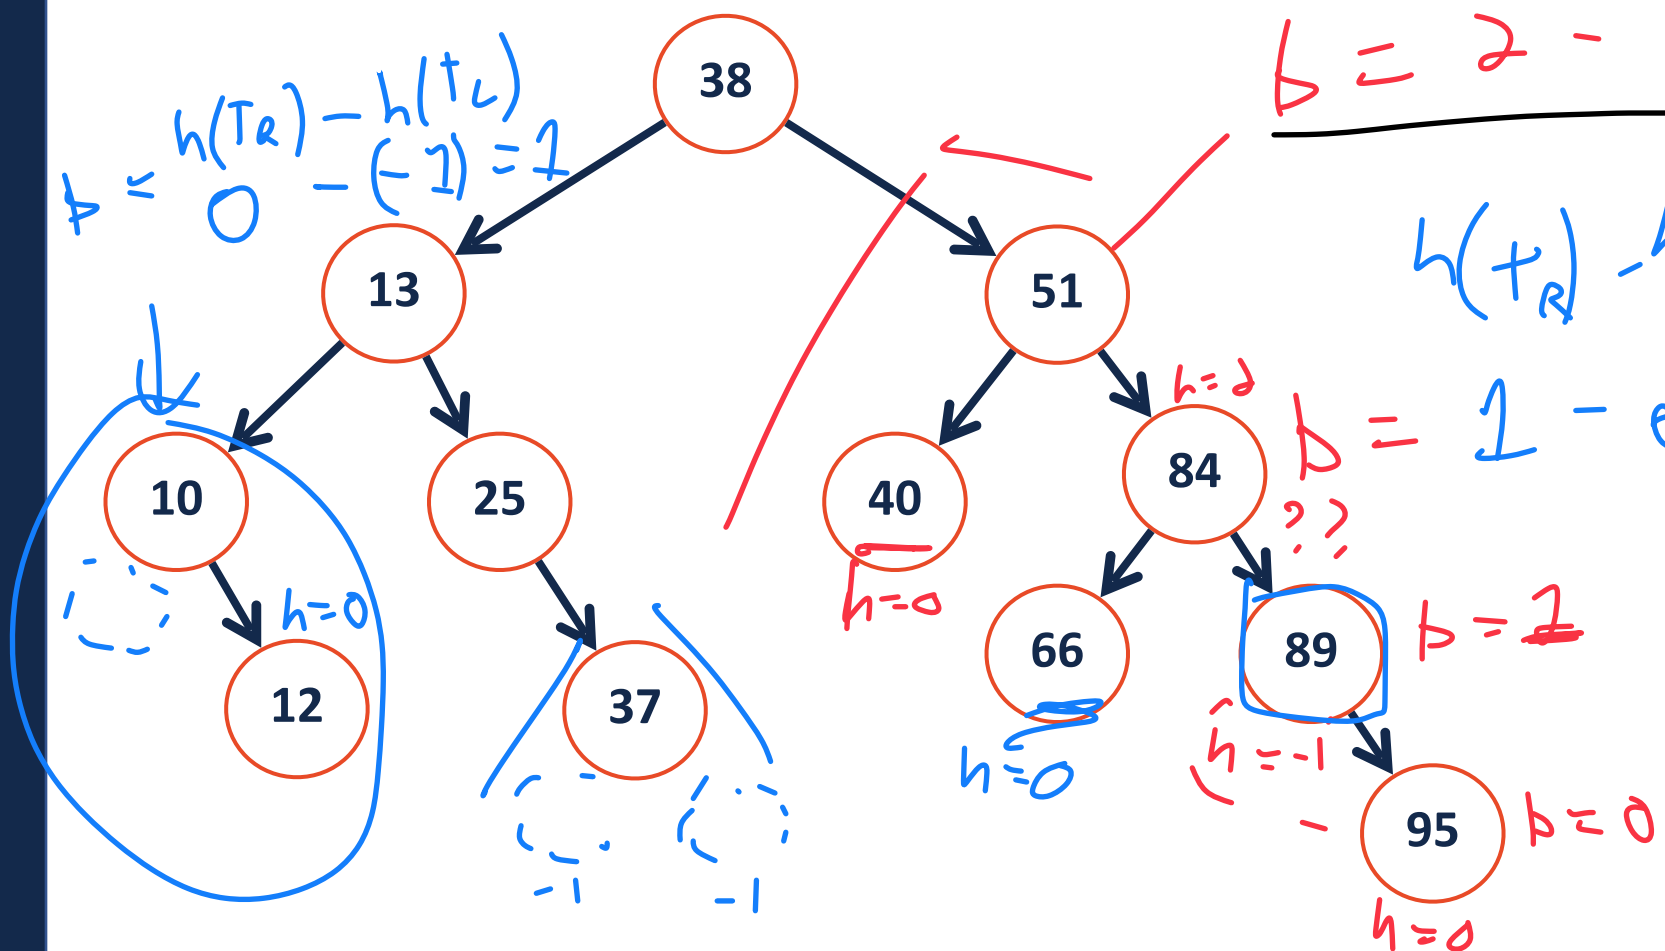 38
b = 2 -
h(TR) - h(TL)
b = 0 - (-1) = 1
13
51
h(TR) -
h=2
b = 1 -
10
25
40
84
??
h=0
h=0
66
89
b=1
12
37
h=0
h=-1
95
b=0
-1
-1
h=0